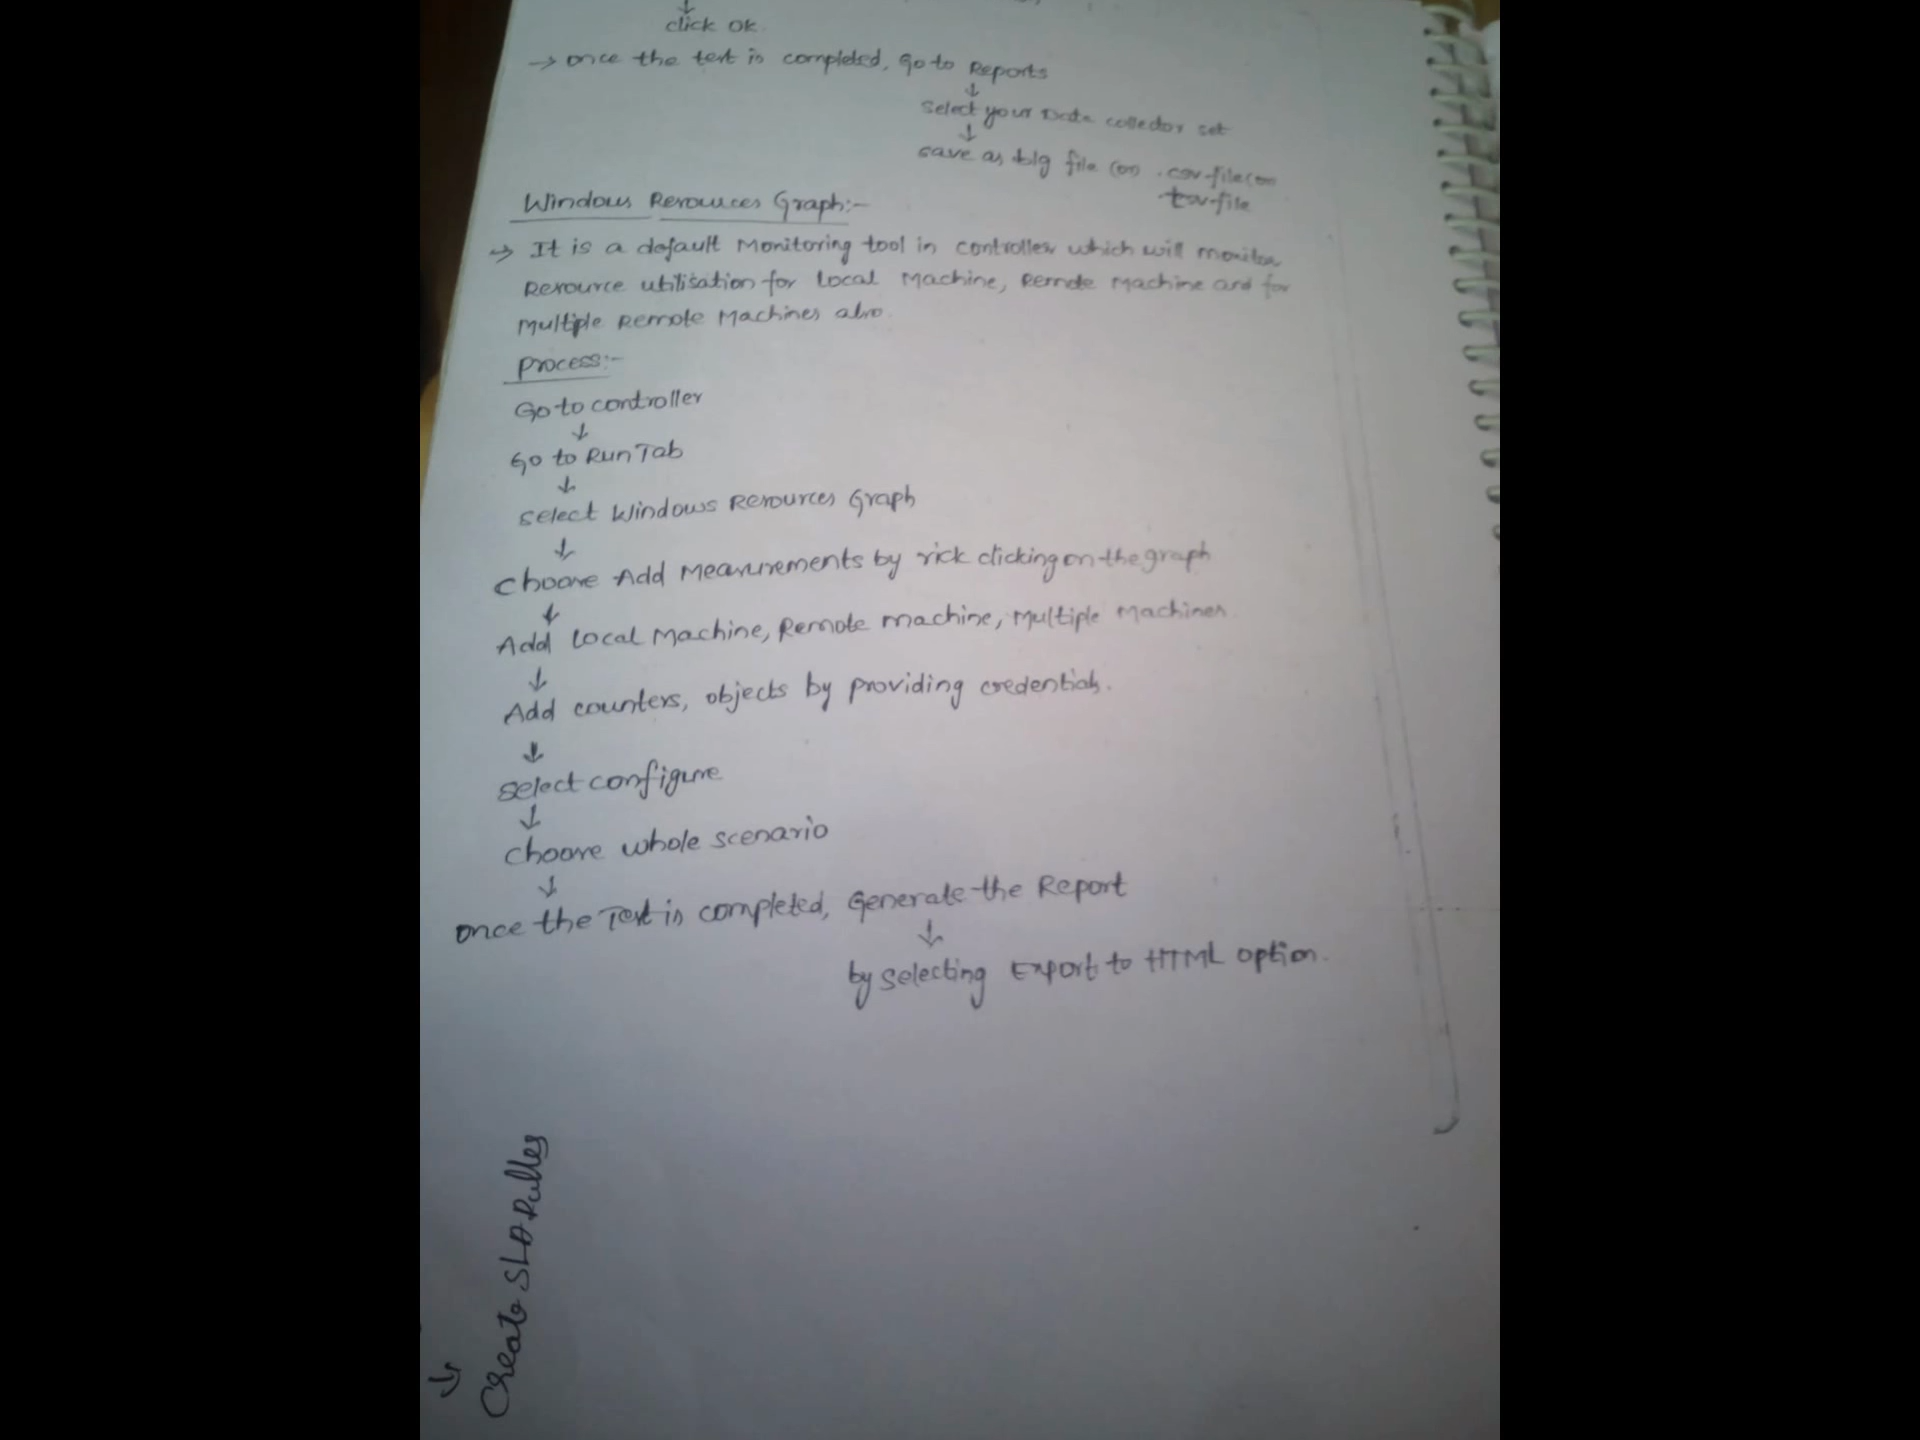 ↓
click ok.
→ once the test is completed, Go to Reports
↓
select your Data collector set
↓
save as blg file (or) .csv-file (or)
tsv-file
Windows Resources Graph:-
→ It is a default Monitoring tool in controller which will monitor
Resource utilisation for Local Machine, Remote Machine and for
Multiple Remote Machines also.
Process:-
Go to controller
↓
Go to Run Tab
↓
select Windows Resources Graph
↓
choose Add Measurements by rick clicking on the graph
↓
Add Local Machine, Remote machine, Multiple Machines.
↓
Add counters, objects by providing credentials.
↓
select configure
↓
choose whole scenario
↓
once the Test is completed, Generate the Report
↓
by selecting Export to HTML option.
↓
Create SLA Rulles